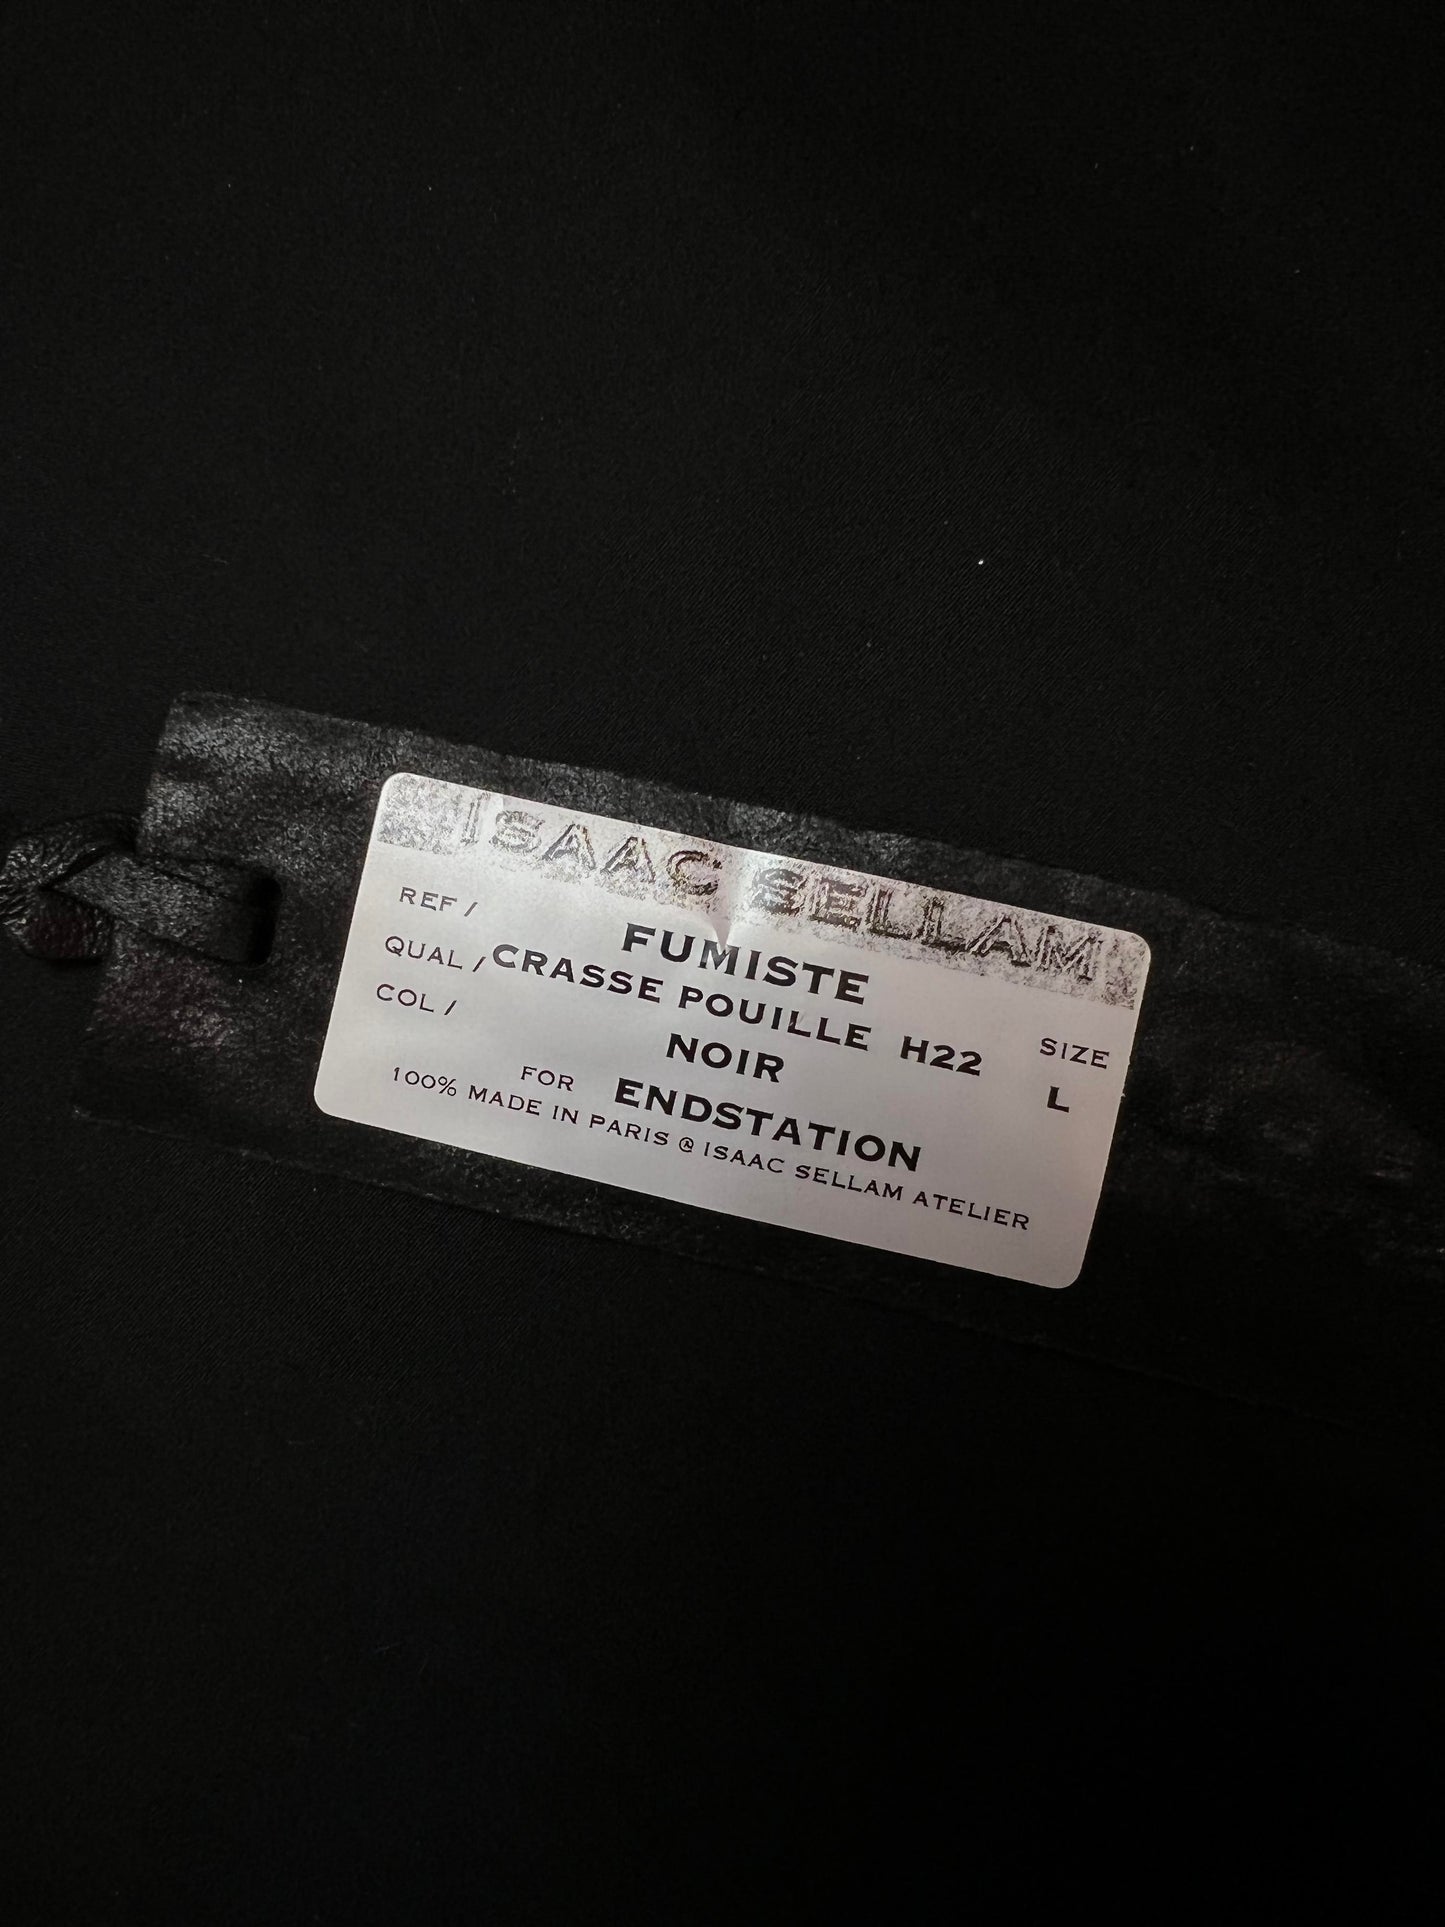 ISAAC SELLAM
REF / FUMISTE
QUAL / CRASSE POUILLE H22 SIZE
COL / NOIR L
FOR ENDSTATION
100% MADE IN PARIS @ ISAAC SELLAM ATELIER